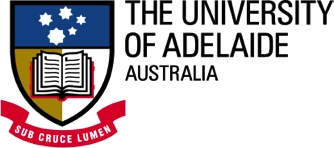 THE UNIVERSITY
OF ADELAIDE
AUSTRALIA
SUB CRUCE LUMEN